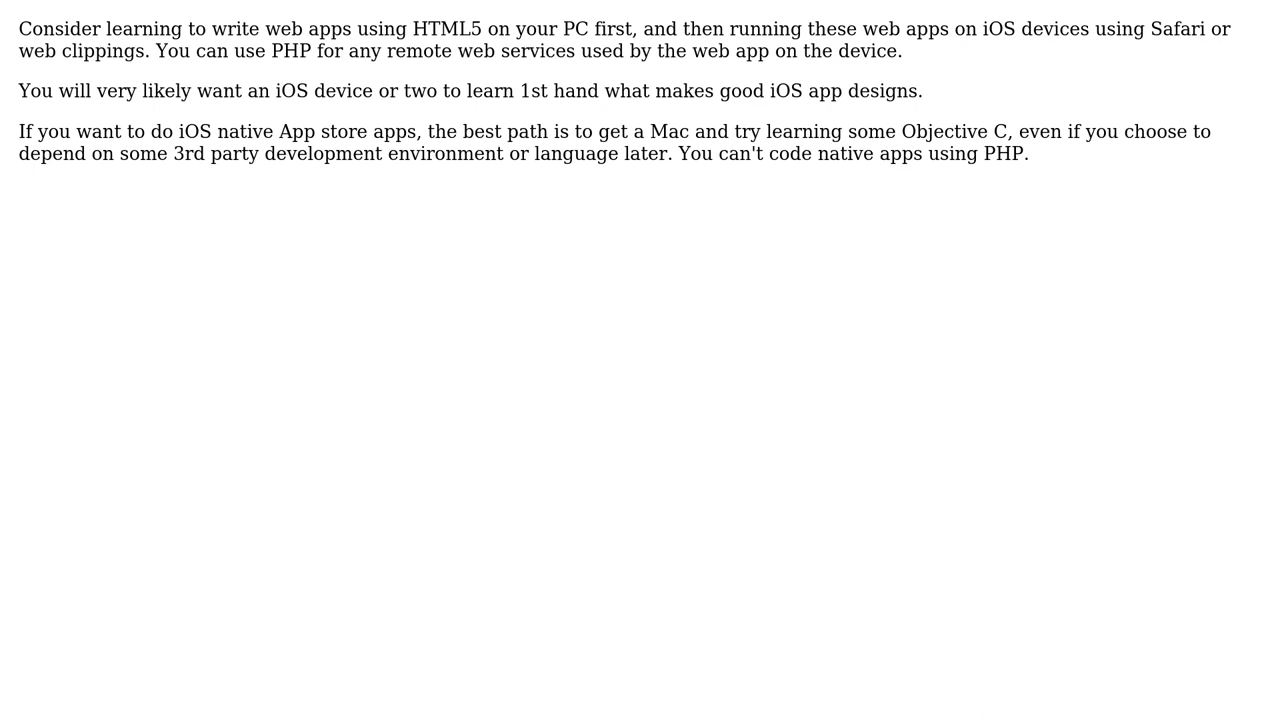 Consider learning to write web apps using HTML5 on your PC first, and then running these web apps on iOS devices using Safari or
web clippings. You can use PHP for any remote web services used by the web app on the device.
You will very likely want an iOS device or two to learn 1st hand what makes good iOS app designs.
If you want to do iOS native App store apps, the best path is to get a Mac and try learning some Objective C, even if you choose to
depend on some 3rd party development environment or language later. You can't code native apps using PHP.